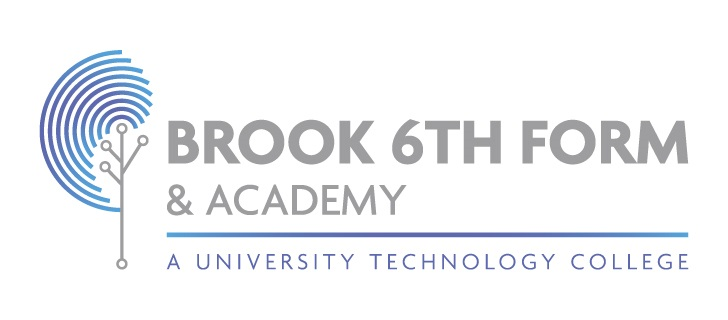 BROOK 6TH FORM
& ACADEMY
A UNIVERSITY TECHNOLOGY COLLEGE